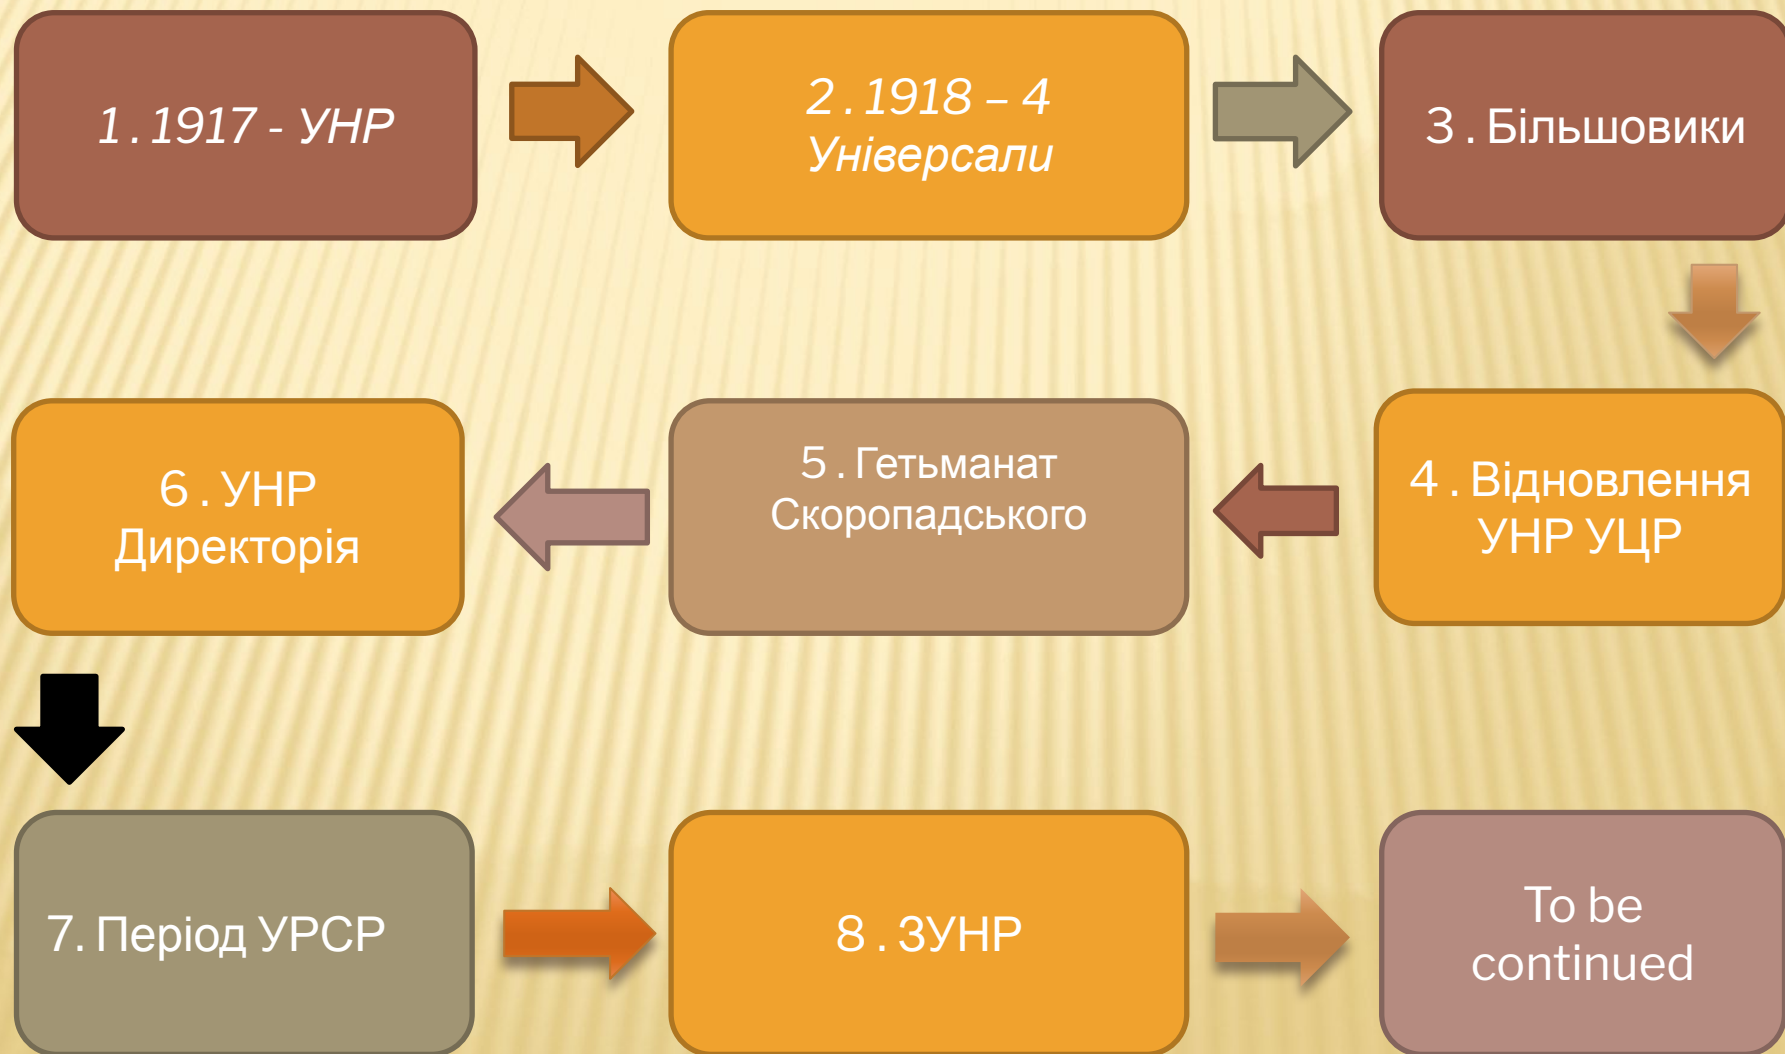 1 . 1917 - УНР
2 . 1918 – 4
Універсали
3 . Більшовики
4 . Відновлення
УНР УЦР
5 . Гетьманат
Скоропадського
6 . УНР
Директорія
7. Період УРСР
8 . ЗУНР
To be
continued